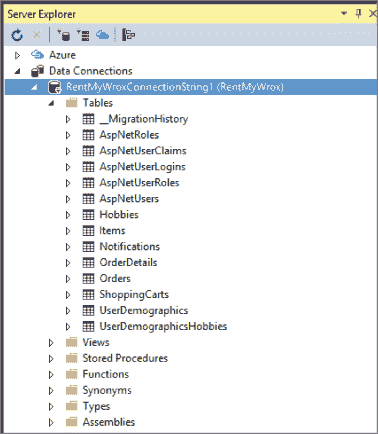 Server Explorer
Azure
Data Connections
RentMyWroxConnectionString1 (RentMyWrox)
Tables
__MigrationHistory
AspNetRoles
AspNetUserClaims
AspNetUserLogins
AspNetUserRoles
AspNetUsers
Hobbies
Items
Notifications
OrderDetails
Orders
ShoppingCarts
UserDemographics
UserDemographicsHobbies
Views
Stored Procedures
Functions
Synonyms
Types
Assemblies